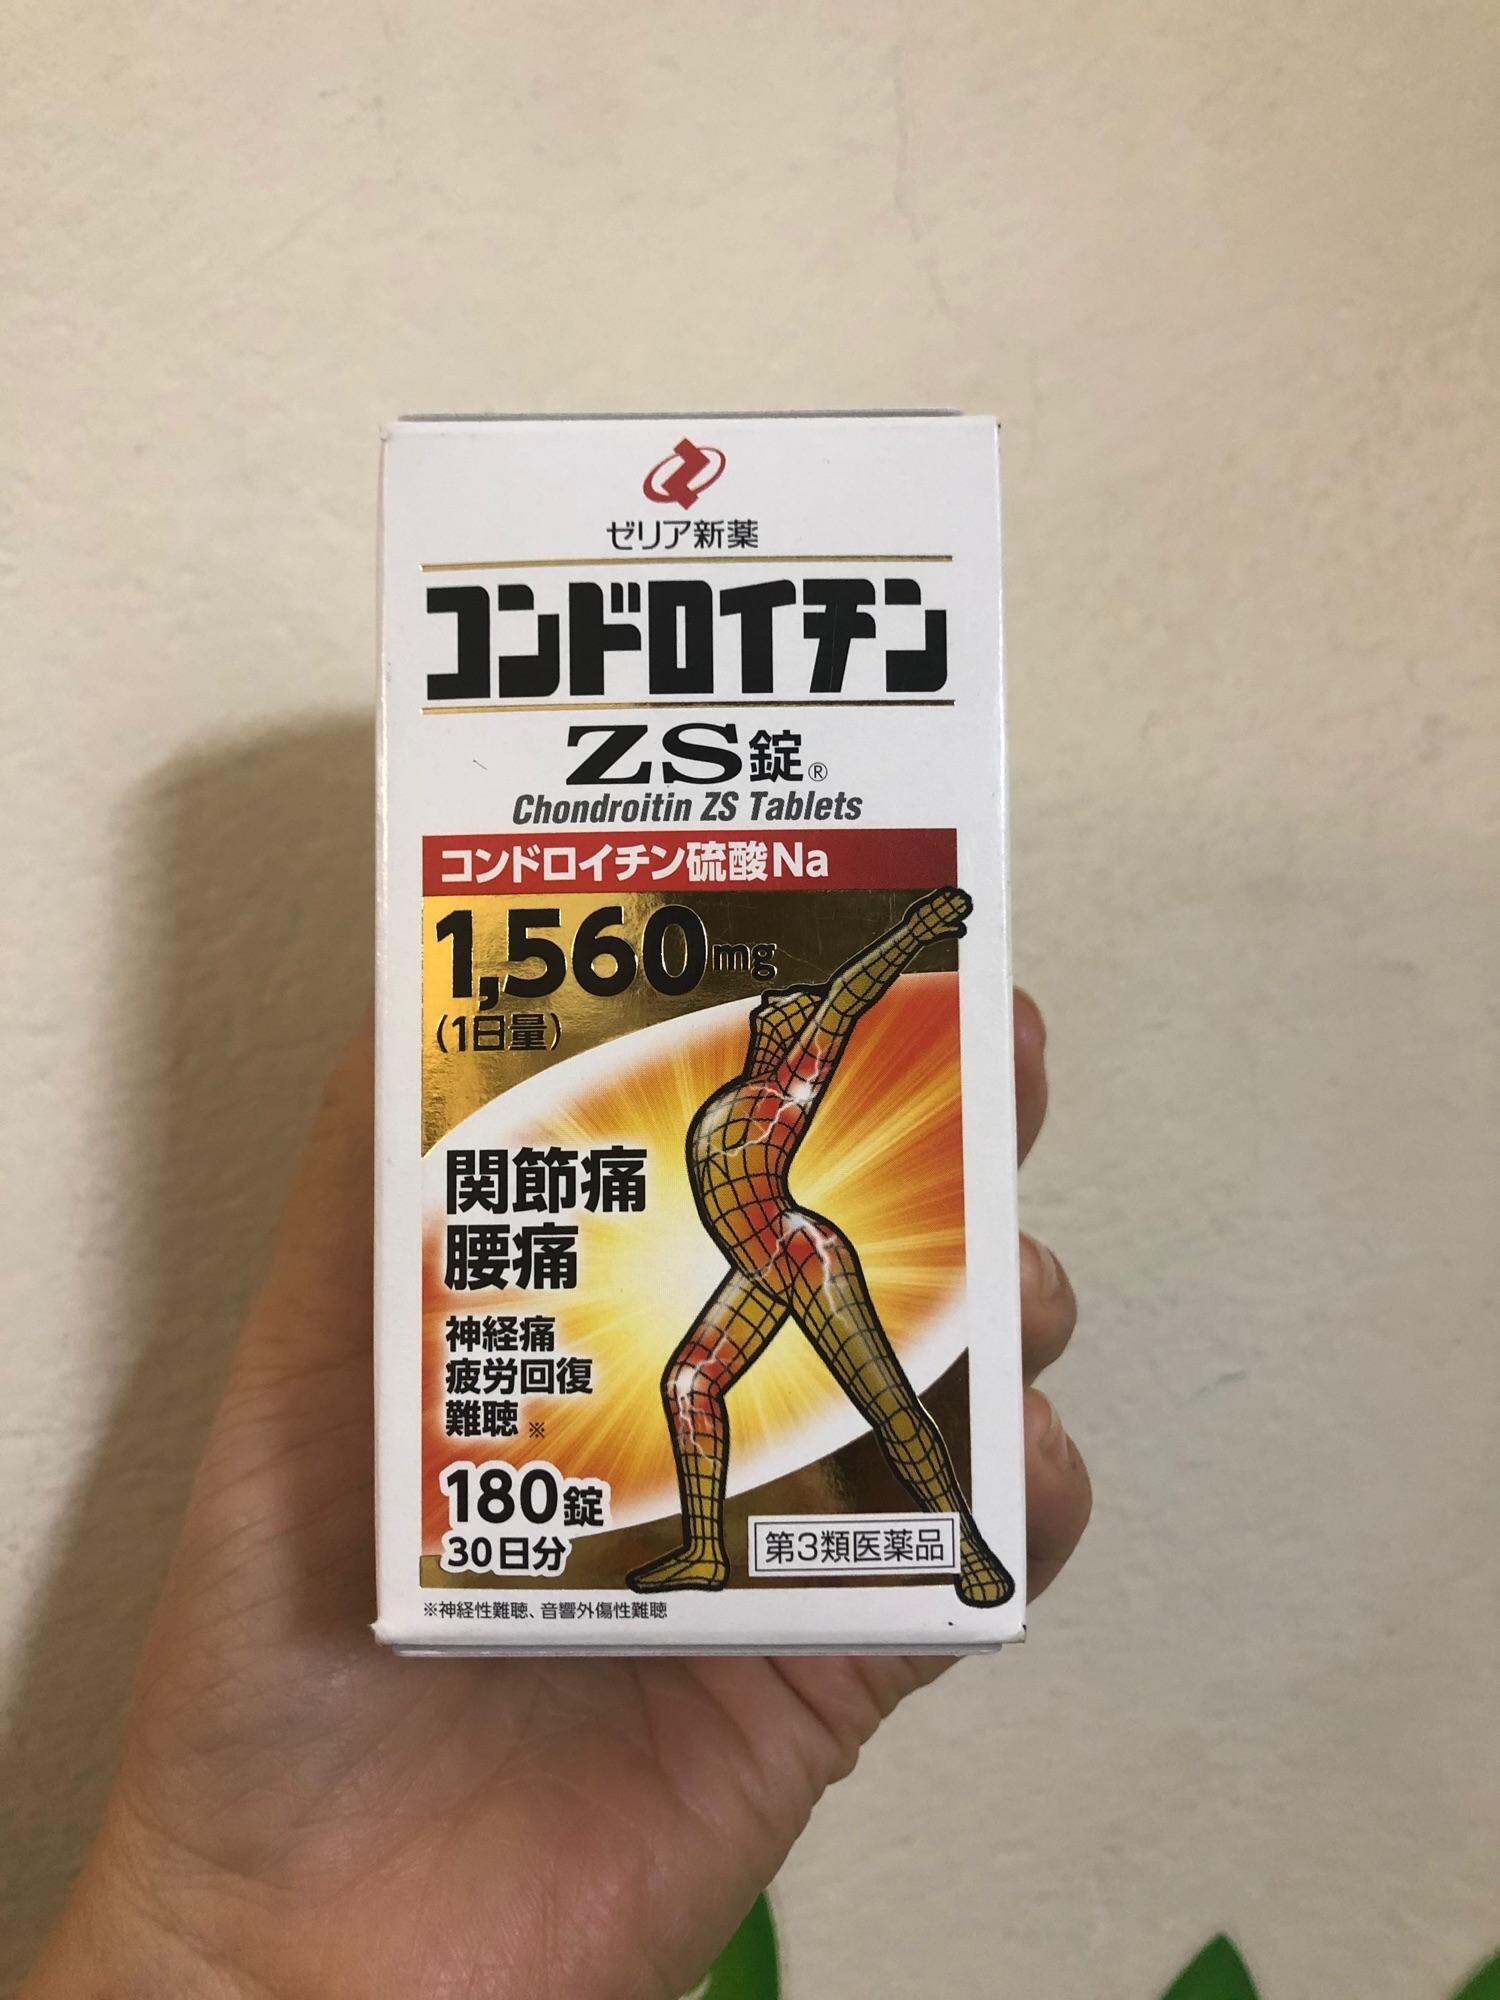 ゼリア新薬
コンドロイチン
ZS錠®
Chondroitin ZS Tablets
コンドロイチン硫酸Na
1,560mg
(1日量)
関節痛
腰痛
神経痛
疲労回復
難聴※
180錠
30日分
第3類医薬品
※神経性難聴、音響外傷性難聴